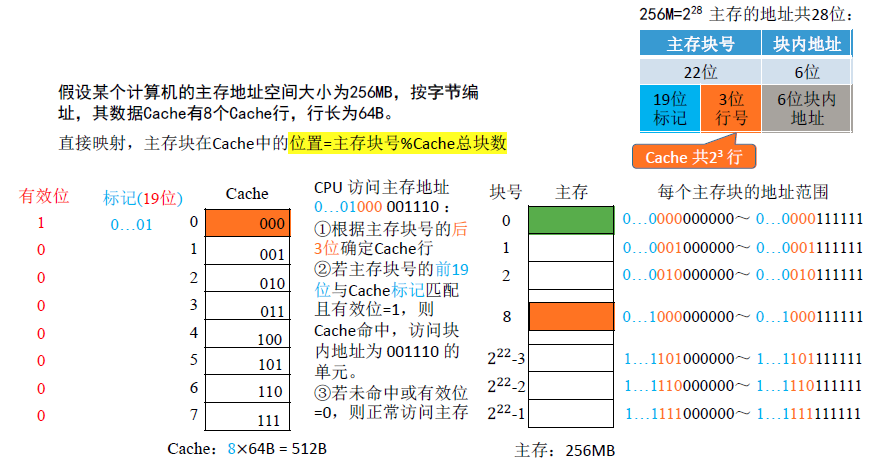 256M=2²⁸ 主存的地址共28位：
主存块号 块内地址
22位 6位
19位标记 3位行号 6位块内地址
Cache 共2³ 行
假设某个计算机的主存地址空间大小为256MB，按字节编
址，其数据Cache有8个Cache行，行长为64B。
直接映射，主存块在Cache中的位置=主存块号%Cache总块数
有效位 标记(19位) Cache
1 0…01 0 000
0 1 001
0 2 010
0 3 011
0 4 100
0 5 101
0 6 110
0 7 111
Cache：8×64B = 512B
CPU 访问主存地址
0…01000 001110：
①根据主存块号的后
3位确定Cache行
②若主存块号的前19
位与Cache标记匹配
且有效位=1，则
Cache命中，访问块
内地址为 001110 的
单元。
③若未命中或有效位
=0，则正常访问主存
块号 主存 每个主存块的地址范围
0 0…0000000000～ 0…0000111111
1 0…0001000000～ 0…0001111111
2 0…0010000000～ 0…0010111111
8 0…1000000000～ 0…1000111111
2²²-3 1…1101000000～ 1…1101111111
2²²-2 1…1110000000～ 1…1110111111
2²²-1 1…1111000000～ 1…1111111111
主存：256MB